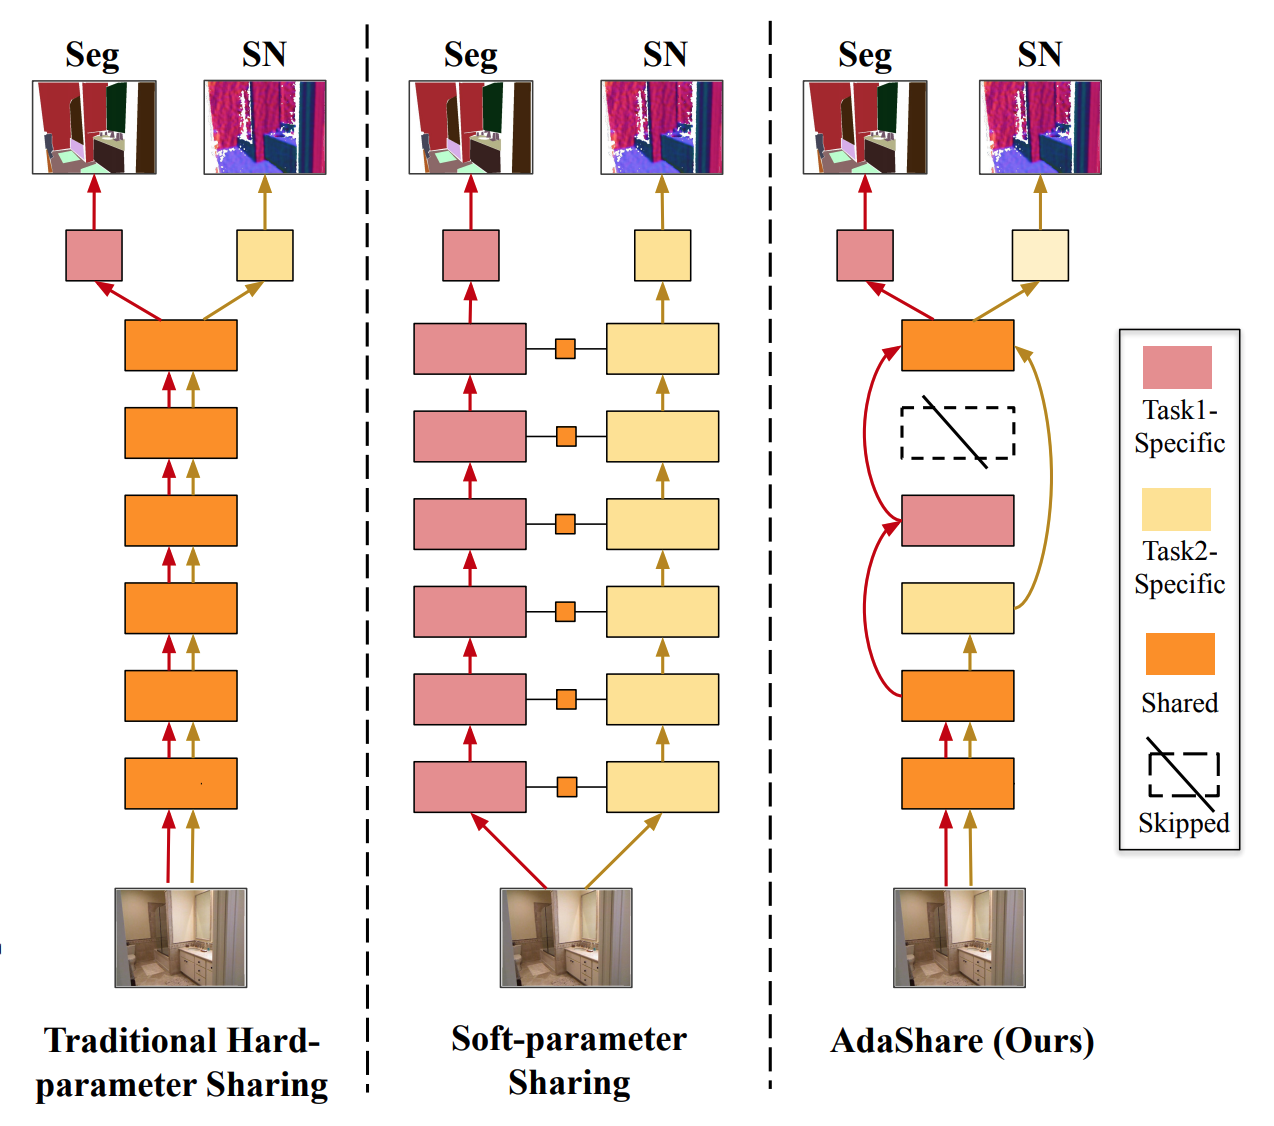 Seg
SN
Seg
SN
Seg
SN
Task1-
Specific
Task2-
Specific
Shared
Skipped
Traditional Hard-
parameter Sharing
Soft-parameter
Sharing
AdaShare (Ours)